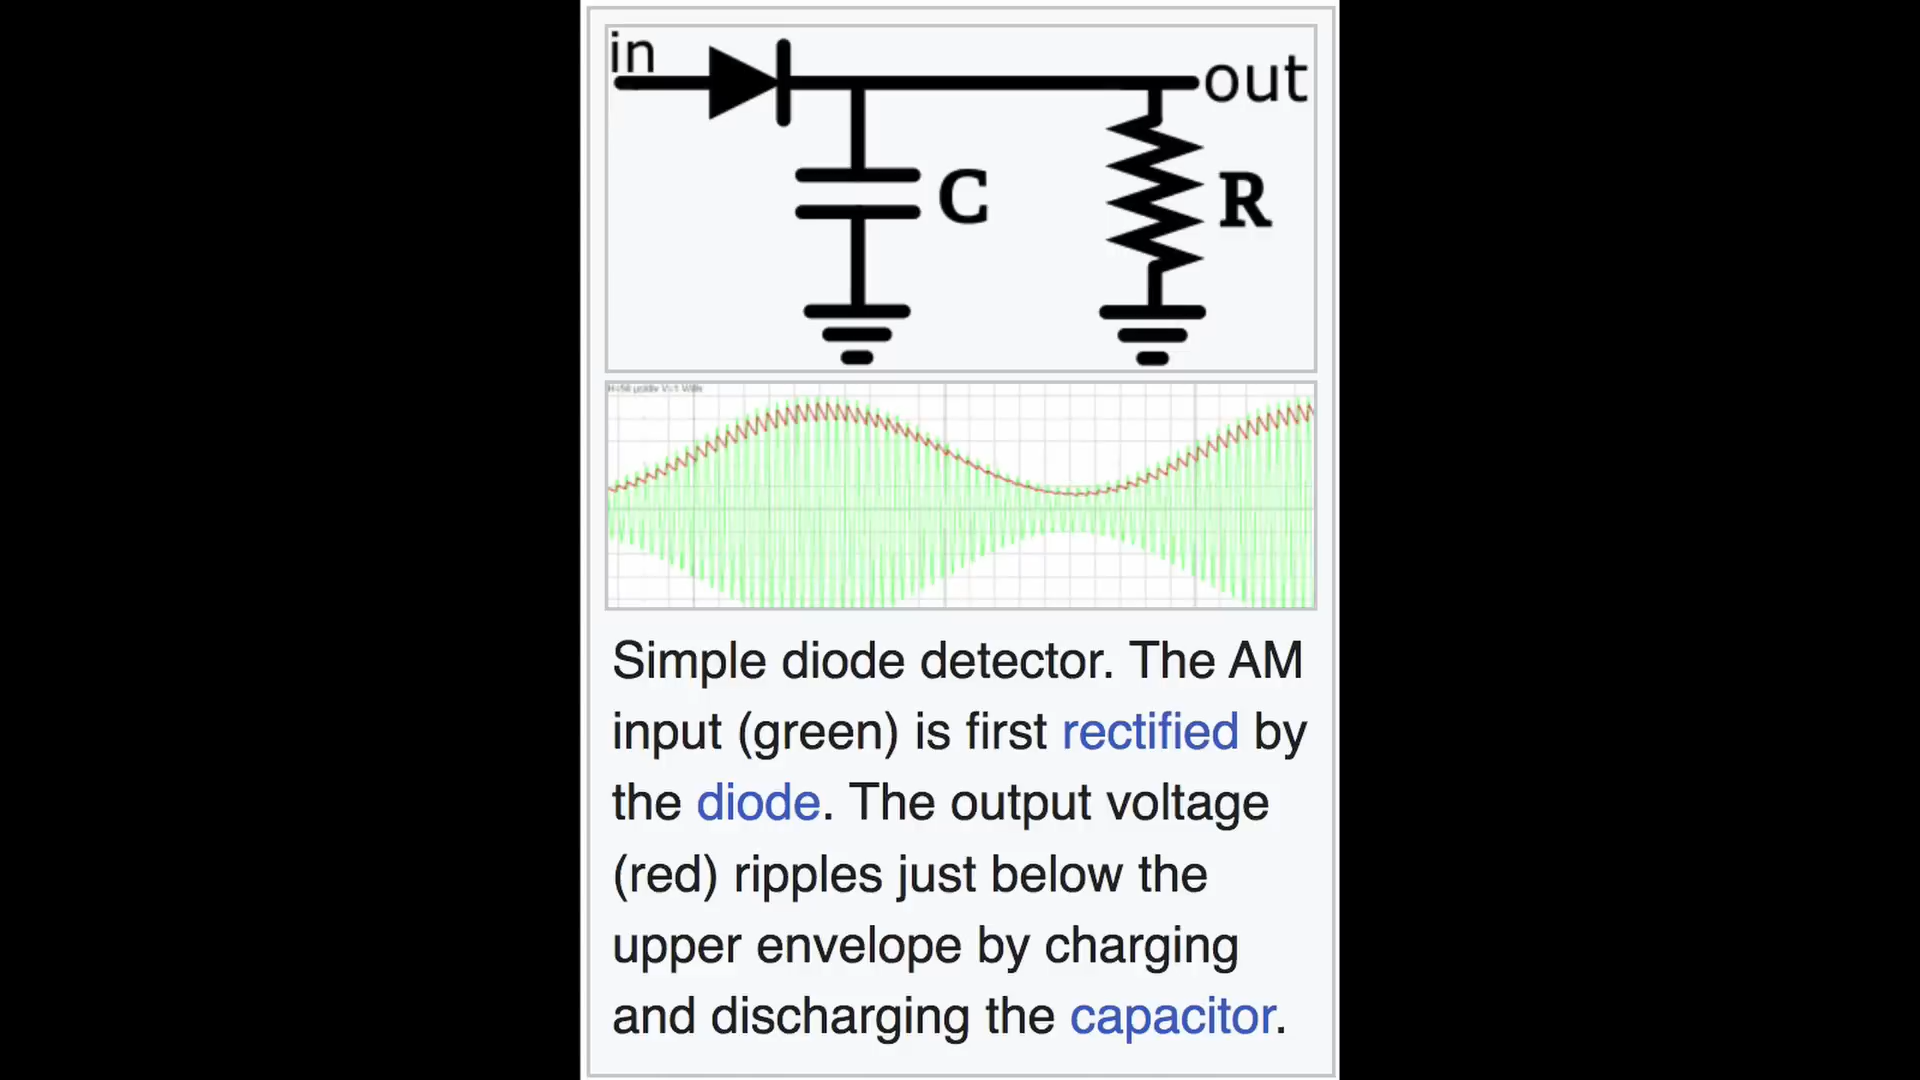 in
out
C
R
Simple diode detector. The AM
input (green) is first rectified by
the diode. The output voltage
(red) ripples just below the
upper envelope by charging
and discharging the capacitor.